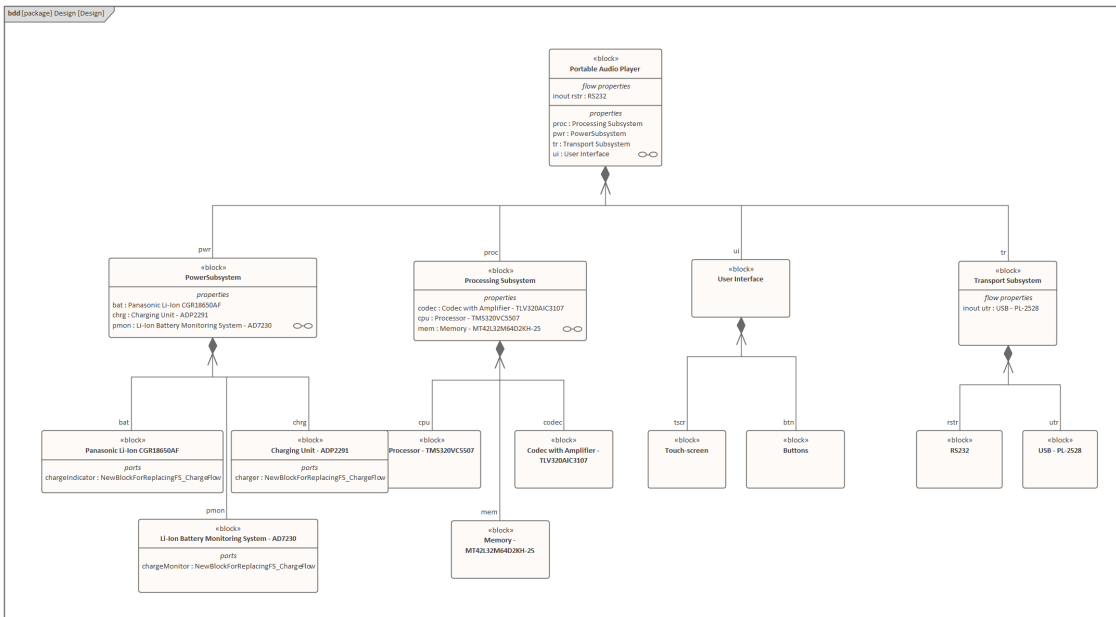 bdd [package] Design [Design]
«block»
Portable Audio Player
flow properties
inout rstr : RS232
properties
proc : Processing Subsystem
pwr : PowerSubsystem
tr : Transport Subsystem
ui : User Interface
pwr
proc
ui
tr
«block»
PowerSubsystem
properties
bat : Panasonic Li-Ion CGR18650AF
chrg : Charging Unit - ADP2291
pmon : Li-Ion Battery Monitoring System - AD7230
«block»
Processing Subsystem
properties
codec : Codec with Amplifier - TLV320AIC3107
cpu : Processor - TMS320VC5507
mem : Memory - MT42L32M64D2KH-25
«block»
User Interface
«block»
Transport Subsystem
flow properties
inout utr : USB - PL-2528
bat
chrg
cpu
codec
tscr
btn
rstr
utr
«block»
Panasonic Li-Ion CGR18650AF
ports
chargeIndicator : NewBlockForReplacingFS_ChargeFlow
«block»
Charging Unit - ADP2291
ports
charger : NewBlockForReplacingFS_ChargeFlow
«block»
Processor - TMS320VC5507
«block»
Codec with Amplifier -
TLV320AIC3107
«block»
Touch-screen
«block»
Buttons
«block»
RS232
«block»
USB - PL-2528
pmon
mem
«block»
Li-Ion Battery Monitoring System - AD7230
ports
chargeMonitor : NewBlockForReplacingFS_ChargeFlow
«block»
Memory -
MT42L32M64D2KH-25